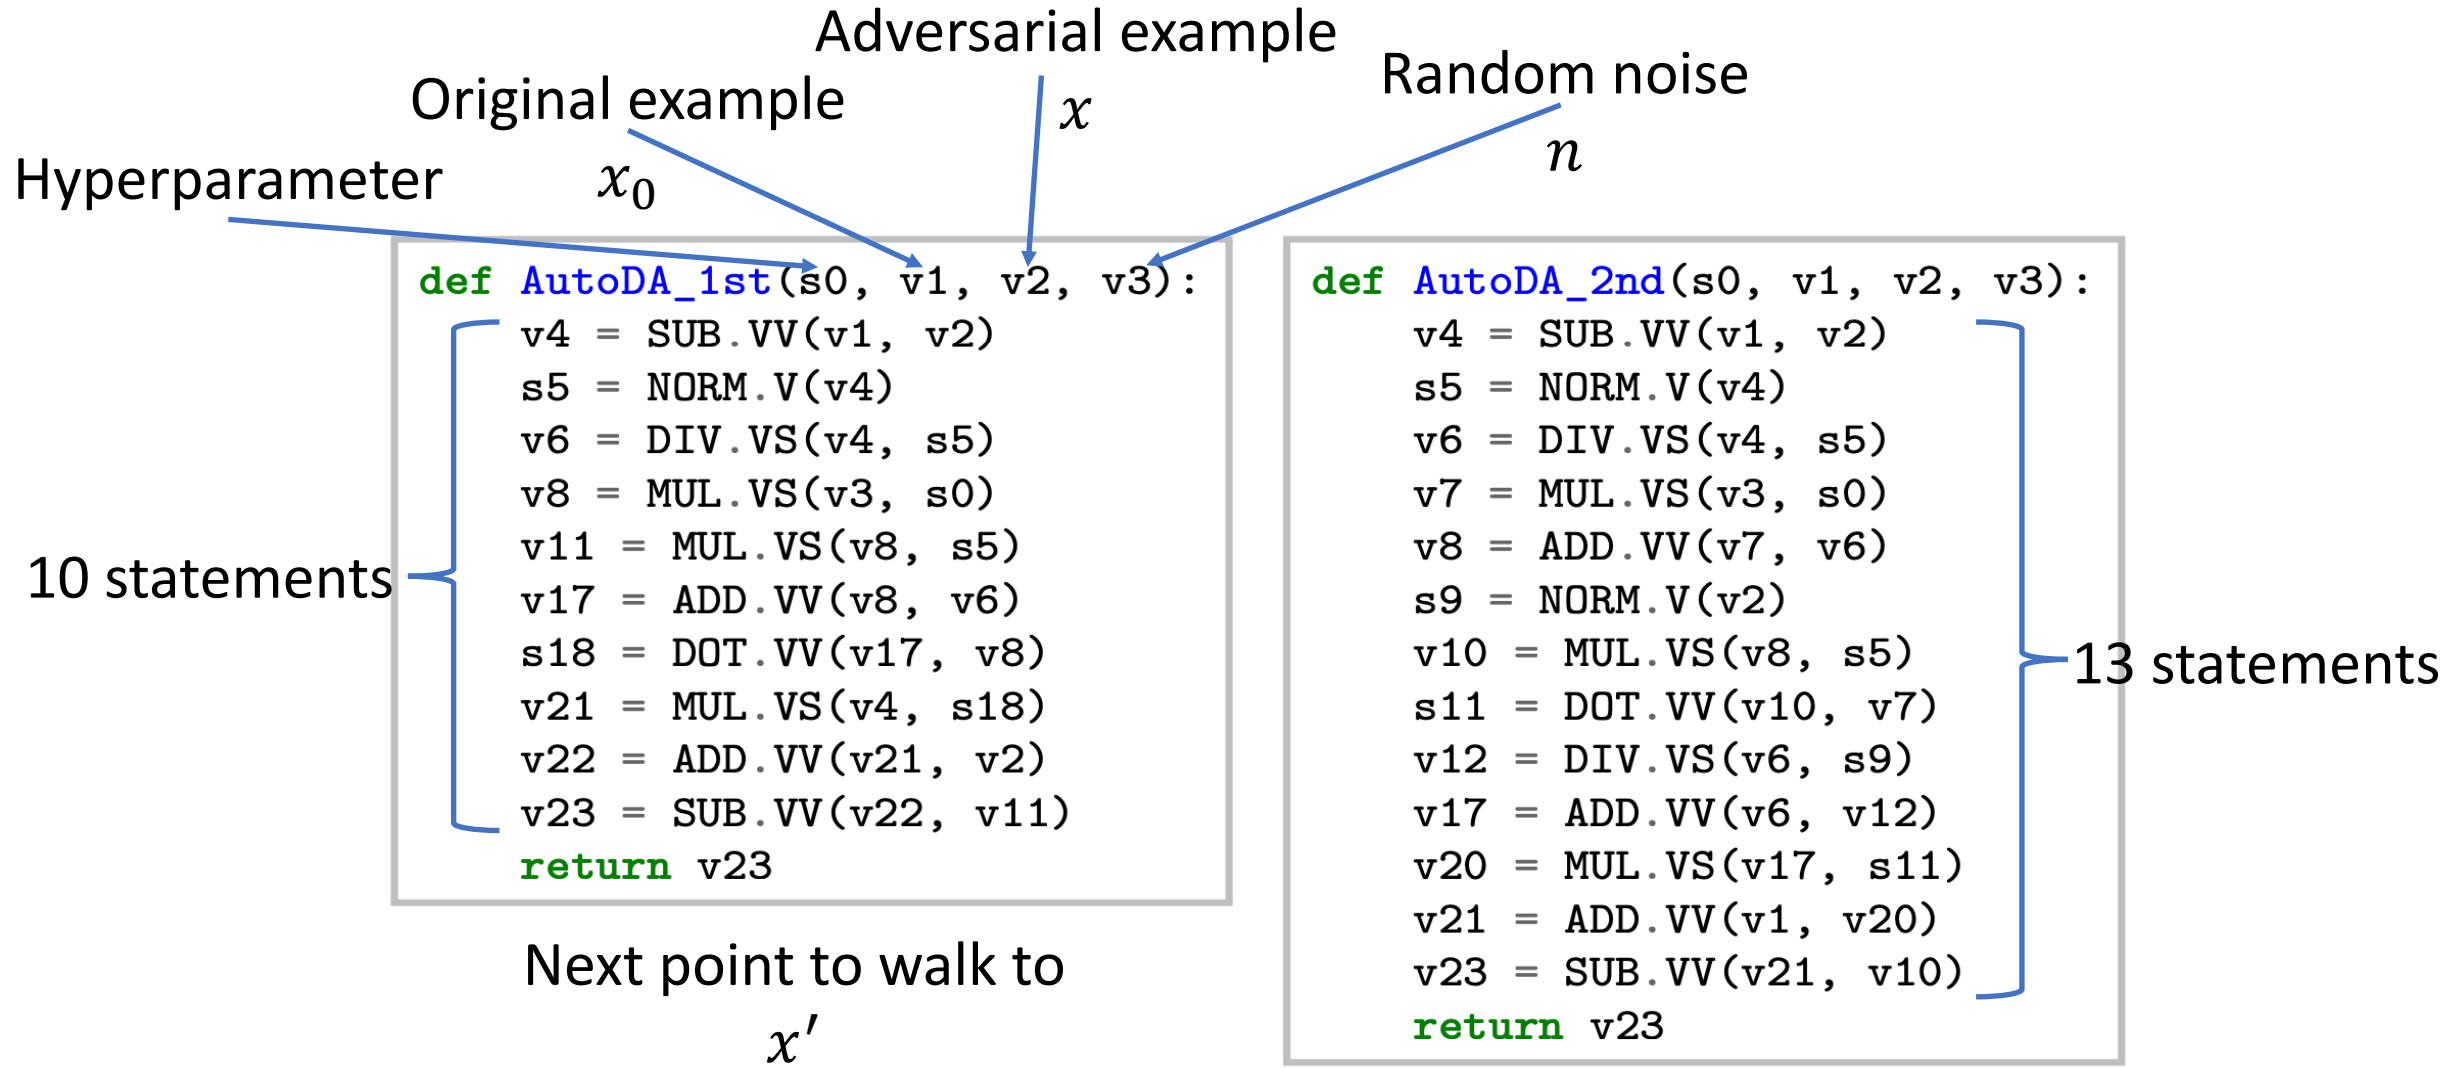 Adversarial example
x
Random noise
n
Original example
x₀
Hyperparameter
def AutoDA_1st(s0, v1, v2, v3):
v4 = SUB.VV(v1, v2)
s5 = NORM.V(v4)
v6 = DIV.VS(v4, s5)
v8 = MUL.VS(v3, s0)
v11 = MUL.VS(v8, s5)
v17 = ADD.VV(v8, v6)
s18 = DOT.VV(v17, v8)
v21 = MUL.VS(v4, s18)
v22 = ADD.VV(v21, v2)
v23 = SUB.VV(v22, v11)
return v23
10 statements
Next point to walk to
x′
def AutoDA_2nd(s0, v1, v2, v3):
v4 = SUB.VV(v1, v2)
s5 = NORM.V(v4)
v6 = DIV.VS(v4, s5)
v7 = MUL.VS(v3, s0)
v8 = ADD.VV(v7, v6)
s9 = NORM.V(v2)
v10 = MUL.VS(v8, s5)
s11 = DOT.VV(v10, v7)
v12 = DIV.VS(v6, s9)
v17 = ADD.VV(v6, v12)
v20 = MUL.VS(v17, s11)
v21 = ADD.VV(v1, v20)
v23 = SUB.VV(v21, v10)
return v23
13 statements